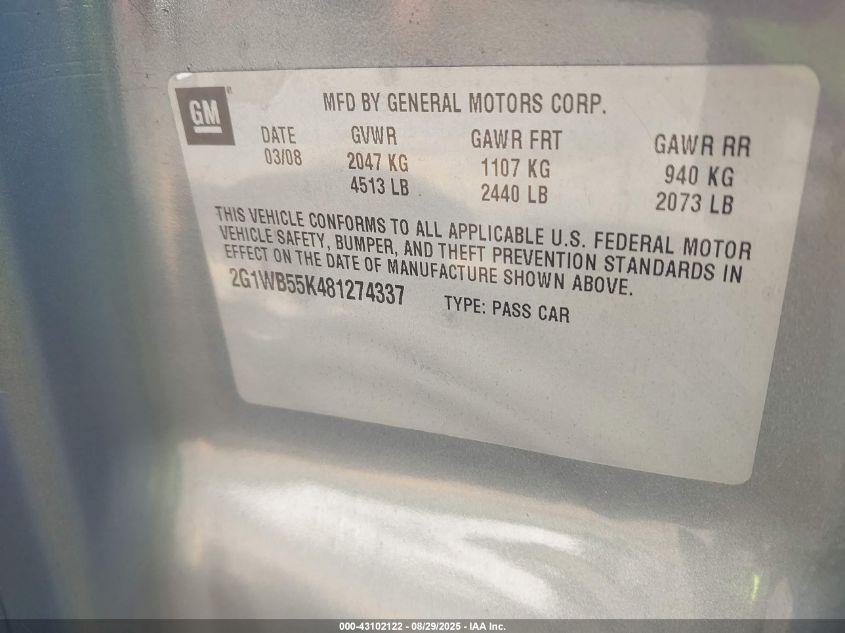 GM
MFD BY GENERAL MOTORS CORP.
DATE GVWR GAWR FRT GAWR RR
03/08 2047 KG 1107 KG 940 KG
4513 LB 2440 LB 2073 LB
THIS VEHICLE CONFORMS TO ALL APPLICABLE U.S. FEDERAL MOTOR
VEHICLE SAFETY, BUMPER, AND THEFT PREVENTION STANDARDS IN
EFFECT ON THE DATE OF MANUFACTURE SHOWN ABOVE.
2G1WB55K481274337 TYPE: PASS CAR
000-43102122 - 08/29/2025 - IAA Inc.